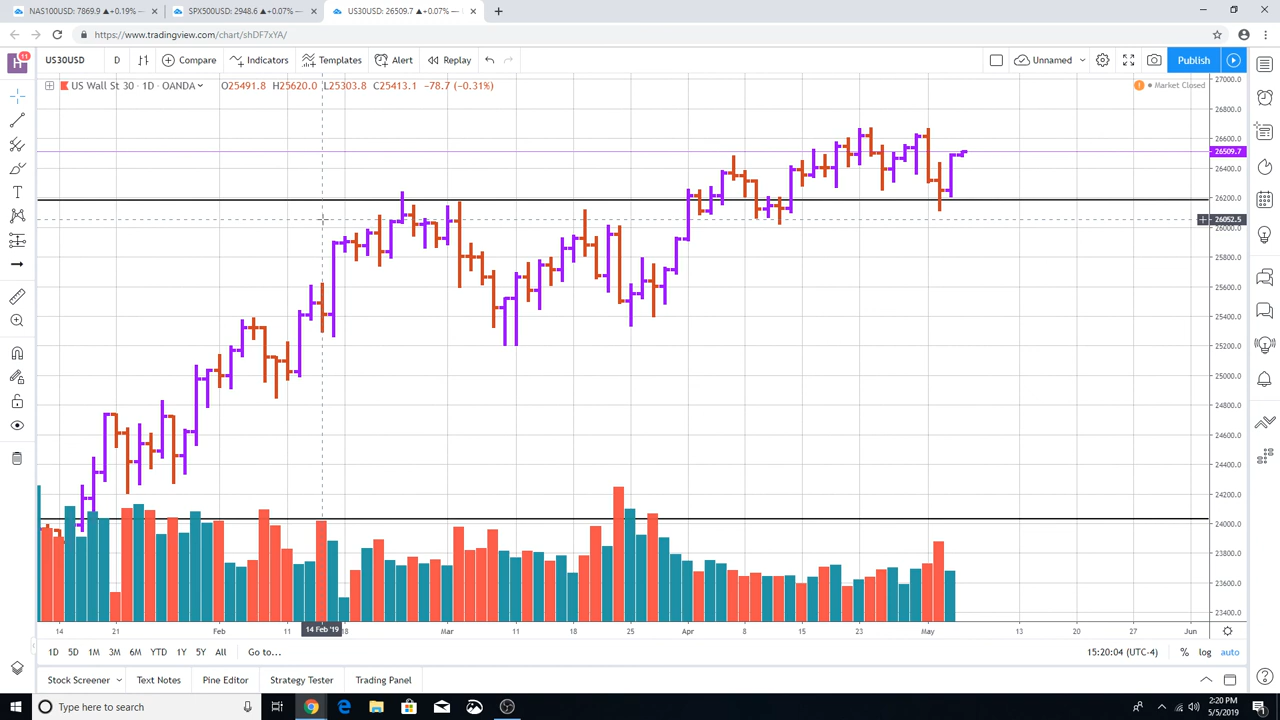 NAS100USD: 7869.9 ▲+0.19% —
SPX500USD: 2948.6 ▲+0.07% —
US30USD: 26509.7 ▲+0.07% —
https://www.tradingview.com/chart/shDF7xYA/
H
11
US30USD
D
Compare
Indicators
Templates
Alert
Replay
Unnamed
Publish
US Wall St 30 · 1D · OANDA
O25491.8 H25620.0 L25303.8 C25413.1 −78.7 (−0.31%)
Market Closed
27000.0
26800.0
26600.0
26509.7
26400.0
26200.0
26052.5
26000.0
25800.0
25600.0
25400.0
25200.0
25000.0
24800.0
24600.0
24400.0
24200.0
24000.0
23800.0
23600.0
23400.0
14 21 Feb 11 14 Feb '19 18 Mar 11 18 25 Apr 8 15 23 May 13 20 27 Jun
1D 5D 1M 3M 6M YTD 1Y 5Y All Go to...
15:20:04 (UTC-4) % log auto
Stock Screener
Text Notes
Pine Editor
Strategy Tester
Trading Panel
Type here to search
2:20 PM
5/5/2019
1